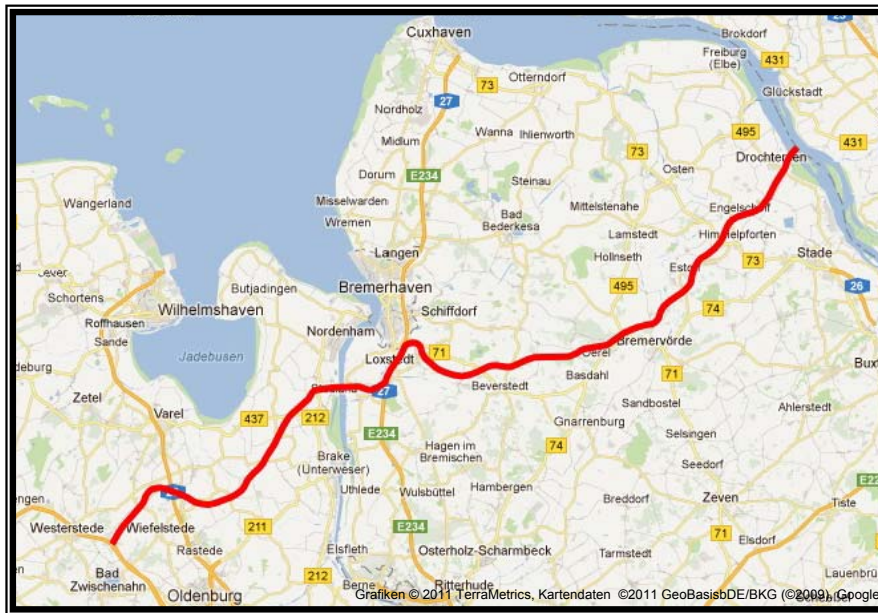 Cuxhaven
Brokdorf
23
Freiburg
(Elbe)
431
Otterndorf
73
27
Glückstadt
Nordholz
Midlum
Wanna
Ihlienworth
495
431
73
Drochtersen
Dorum
E234
Osten
Steinau
Wangerland
Misselwarden
Wremen
Mittelstenahe
Engelschoff
Bad
Bederkesa
Lamstedt
Himmelpforten
Langen
Hollnseth
Stade
73
Jever
Bremerhaven
Butjadingen
Schiffdorf
495
26
Schortens
Wilhelmshaven
74
Roffhausen
Nordenham
Sande
Bremervörde
Jadebusen
Loxstedt
71
Oerel
Basdahl
71
Zetel
27
Beverstedt
Sandbostel
Ahlerstedt
Varel
437
212
Gnarrenburg
Selsingen
E234
Hagen im
Bremischen
74
Brake
(Unterweser)
Seedorf
Uthlede
Wulsbüttel
Hambergen
Breddorf
Zeven
Tiste
Westerstede
Wiefelstede
211
E234
71
Elsdorf
Rastede
Elsfleth
Osterholz-Scharmbeck
Tarmstedt
Bad
Zwischenahn
212
Oldenburg
Berne
Ritterhude
Grafiken © 2011 TerraMetrics, Kartendaten ©2011 GeoBasisbDE/BKG (©2009), Google